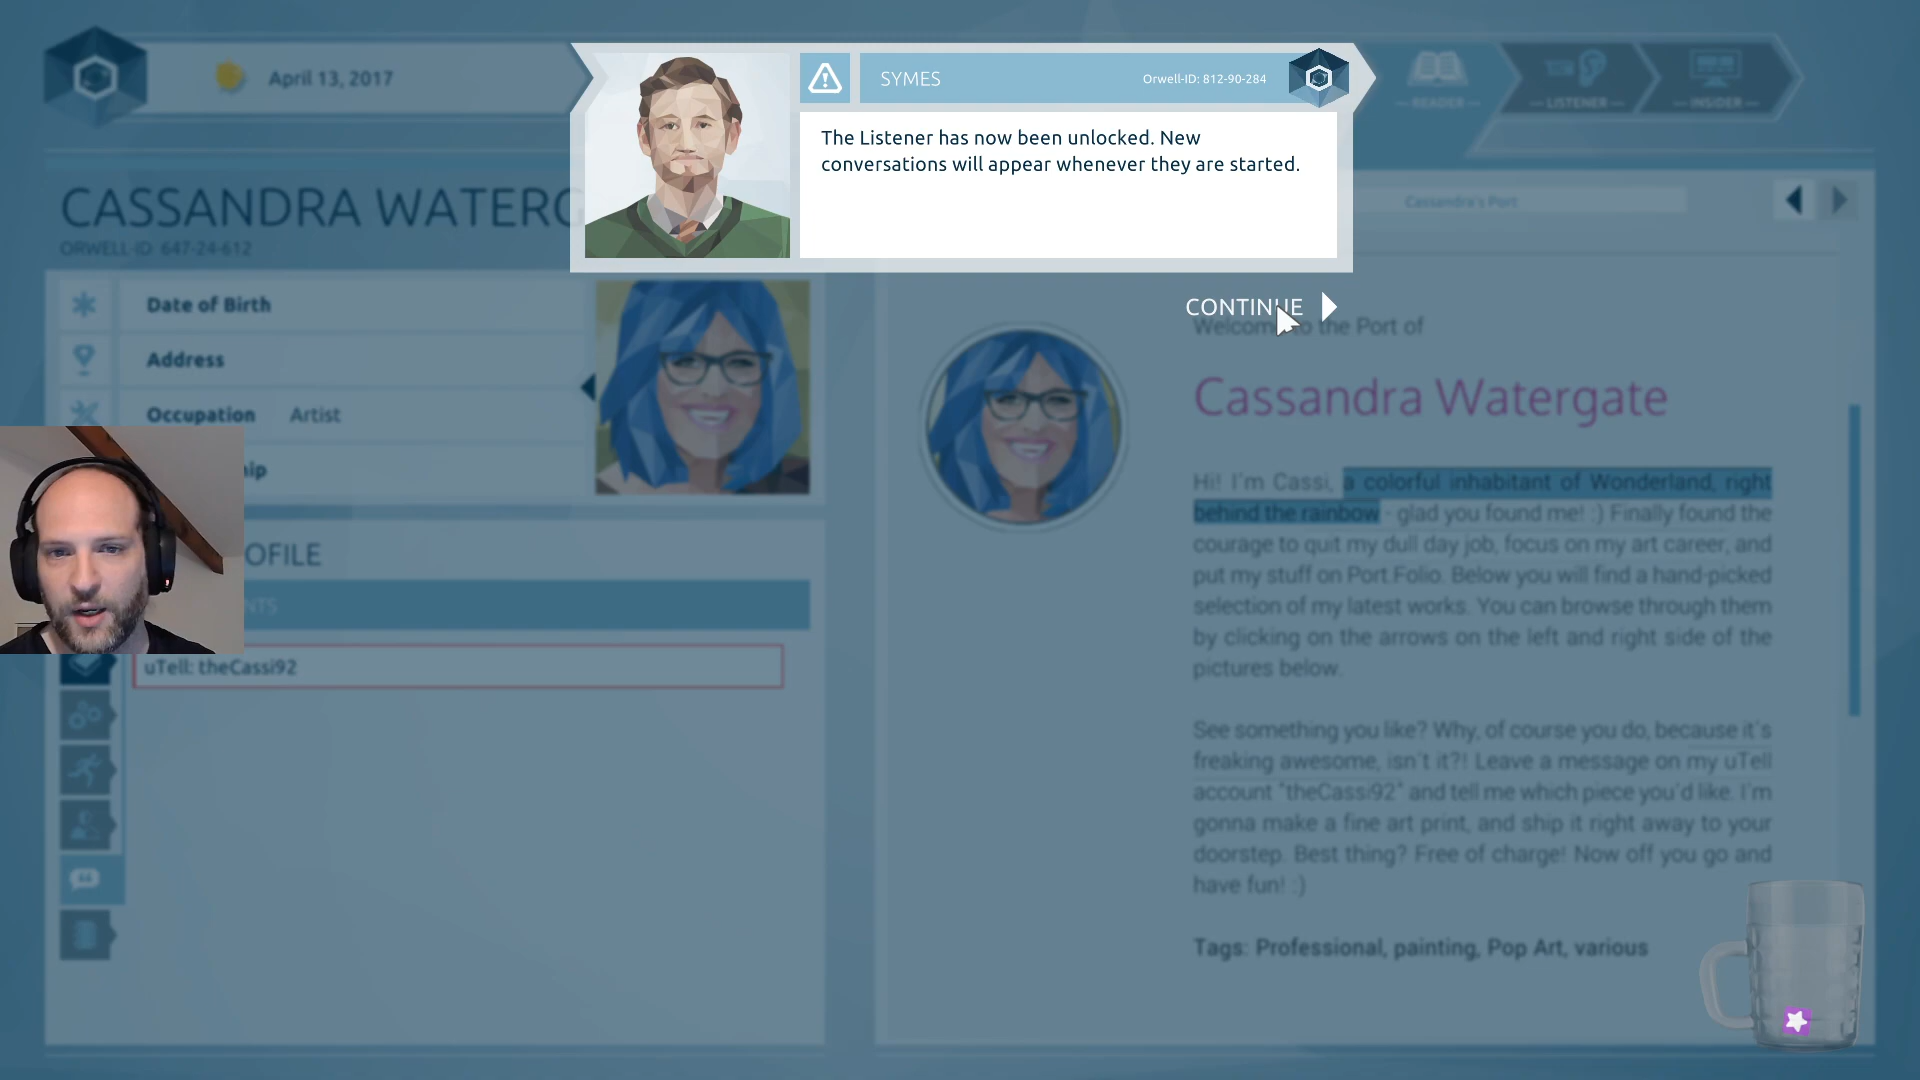 April 13, 2017
SYMES
Orwell-ID: 812-90-284
The Listener has now been unlocked. New
conversations will appear whenever they are started.
CONTINUE
READER
LISTENER
INSIDER
CASSANDRA WATERG
ORWELL-ID: 647-24-612
Date of Birth
Address
Occupation Artist
ip
OFILE
NTS
uTell: theCassi92
Cassandra's Port
Welcome to the Port of
Cassandra Watergate
Hi! I'm Cassi, a colorful inhabitant of Wonderland, right
behind the rainbow - glad you found me! :) Finally found the
courage to quit my dull day job, focus on my art career, and
put my stuff on Port Folio. Below you will find a hand-picked
selection of my latest works. You can browse through them
by clicking on the arrows on the left and right side of the
pictures below.
See something you like? Why, of course you do, because it's
freaking awesome, isn't it?! Leave a message on my uTell
account "theCassi92" and tell me which piece you'd like. I'm
gonna make a fine art print, and ship it right away to your
doorstep. Best thing? Free of charge! Now off you go and
have fun! :)
Tags: Professional, painting, Pop Art, various